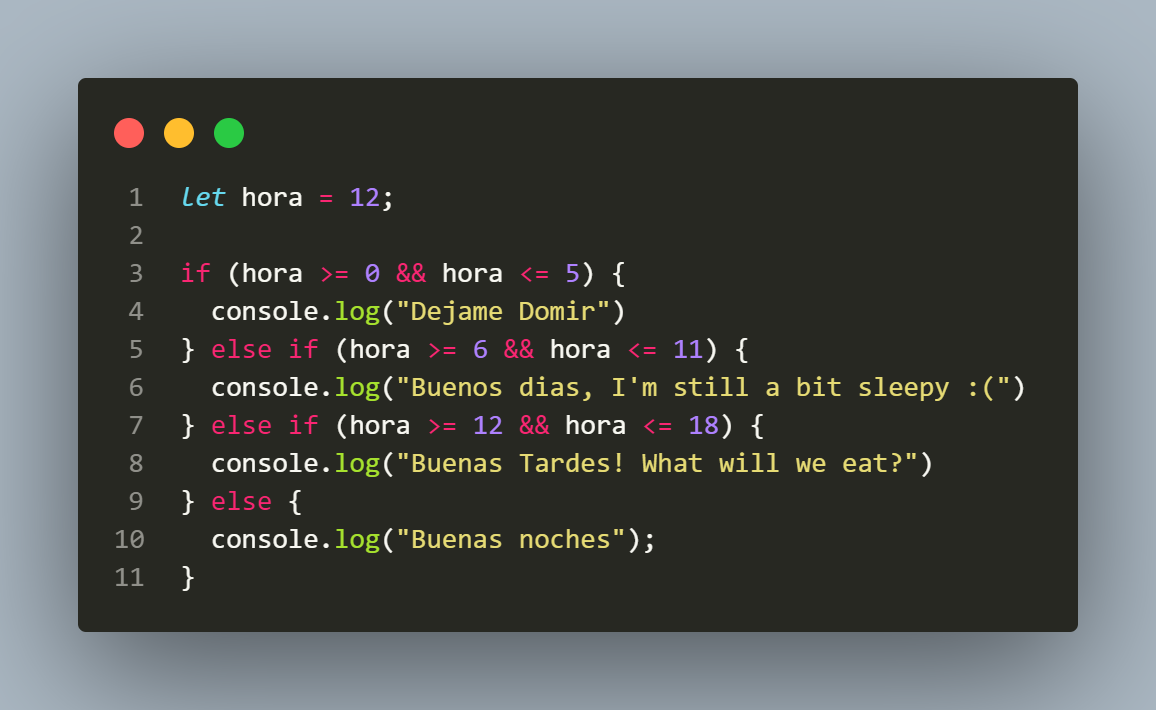 1 let hora = 12;
2
3 if (hora >= 0 && hora <= 5) {
4   console.log("Dejame Domir")
5 } else if (hora >= 6 && hora <= 11) {
6   console.log("Buenos dias, I'm still a bit sleepy :(")
7 } else if (hora >= 12 && hora <= 18) {
8   console.log("Buenas Tardes! What will we eat?")
9 } else {
10   console.log("Buenas noches");
11 }